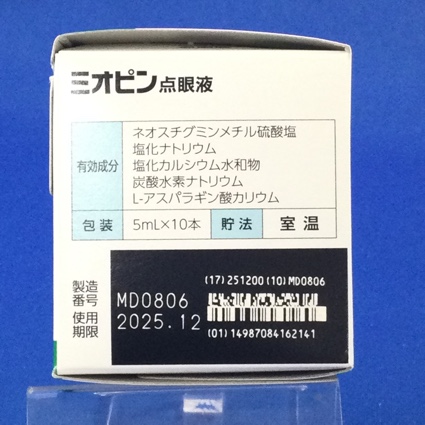 ミオピン点眼液
有効成分
ネオスチグミンメチル硫酸塩
塩化ナトリウム
塩化カルシウム水和物
炭酸水素ナトリウム
L-アスパラギン酸カリウム
包装 5mL×10本 貯法 室温
製造番号 MD0806
使用期限 2025.12
(17)251200(10)MD0806
(01)14987084162141